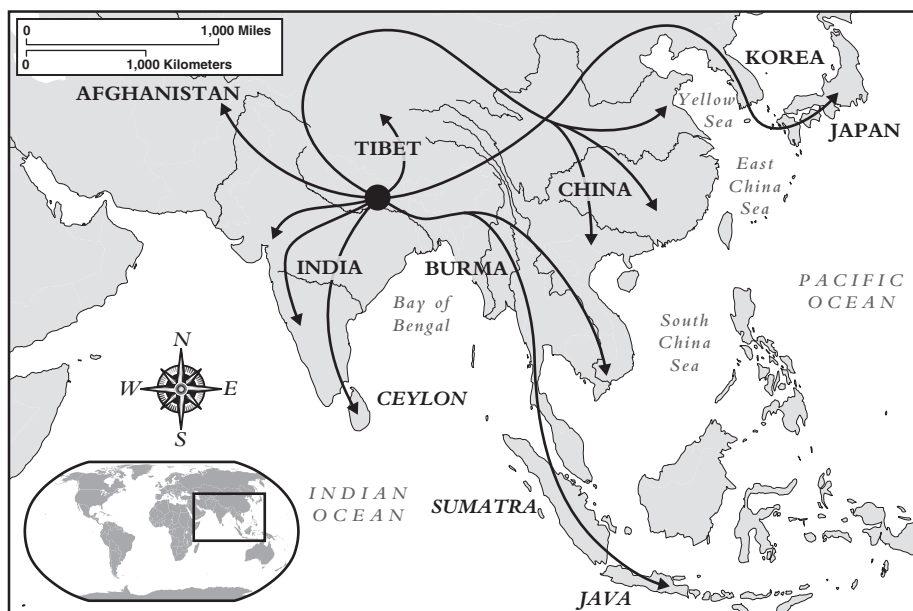 0 1,000 Miles
0 1,000 Kilometers
KOREA
AFGHANISTAN
Yellow
Sea
JAPAN
TIBET
East
China
Sea
CHINA
INDIA
BURMA
PACIFIC
OCEAN
Bay of
Bengal
South
China
Sea
N
W E
S
CEYLON
INDIAN
OCEAN
SUMATRA
JAVA